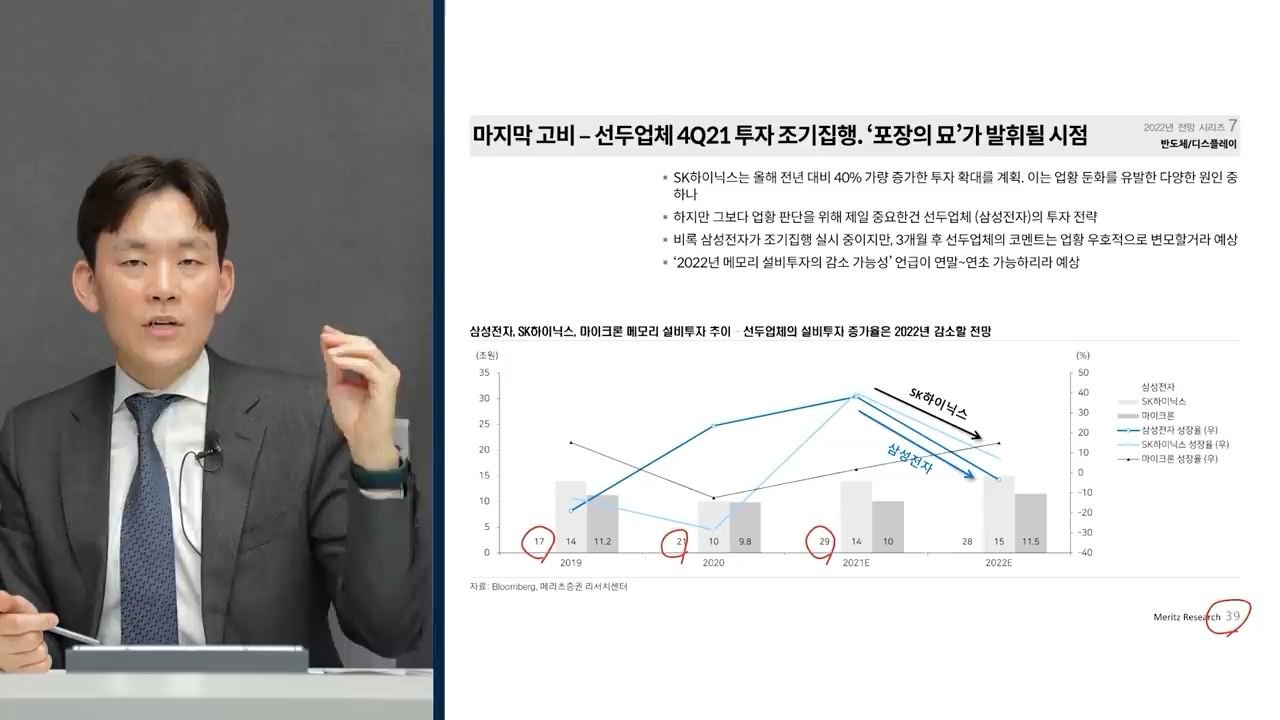 마지막 고비 – 선두업체 4Q21 투자 조기집행. ‘포장의 묘’가 발휘될 시점
2022년 전망 시리즈 7
반도체/디스플레이
▪ SK하이닉스는 올해 전년 대비 40% 가량 증가한 투자 확대를 계획. 이는 업황 둔화를 유발한 다양한 원인 중
하나
▪ 하지만 그보다 업황 판단을 위해 제일 중요한건 선두업체 (삼성전자)의 투자 전략
▪ 비록 삼성전자가 조기집행 실시 중이지만, 3개월 후 선두업체의 코멘트는 업황 우호적으로 변모할거라 예상
▪ ‘2022년 메모리 설비투자의 감소 가능성’ 언급이 연말~연초 가능하리라 예상
삼성전자, SK하이닉스, 마이크론 메모리 설비투자 추이 – 선두업체의 설비투자 증가율은 2022년 감소할 전망
(조원)
(%)
35
30
25
20
15
10
5
0
50
40
30
20
10
0
-10
-20
-30
-40
SK하이닉스
삼성전자
17 14 11.2
21 10 9.8
29 14 10
28 15 11.5
2019 2020 2021E 2022E
삼성전자
SK하이닉스
마이크론
삼성전자 성장율 (우)
SK하이닉스 성장율 (우)
마이크론 성장율 (우)
자료: Bloomberg, 메리츠증권 리서치센터
Meritz Research 39